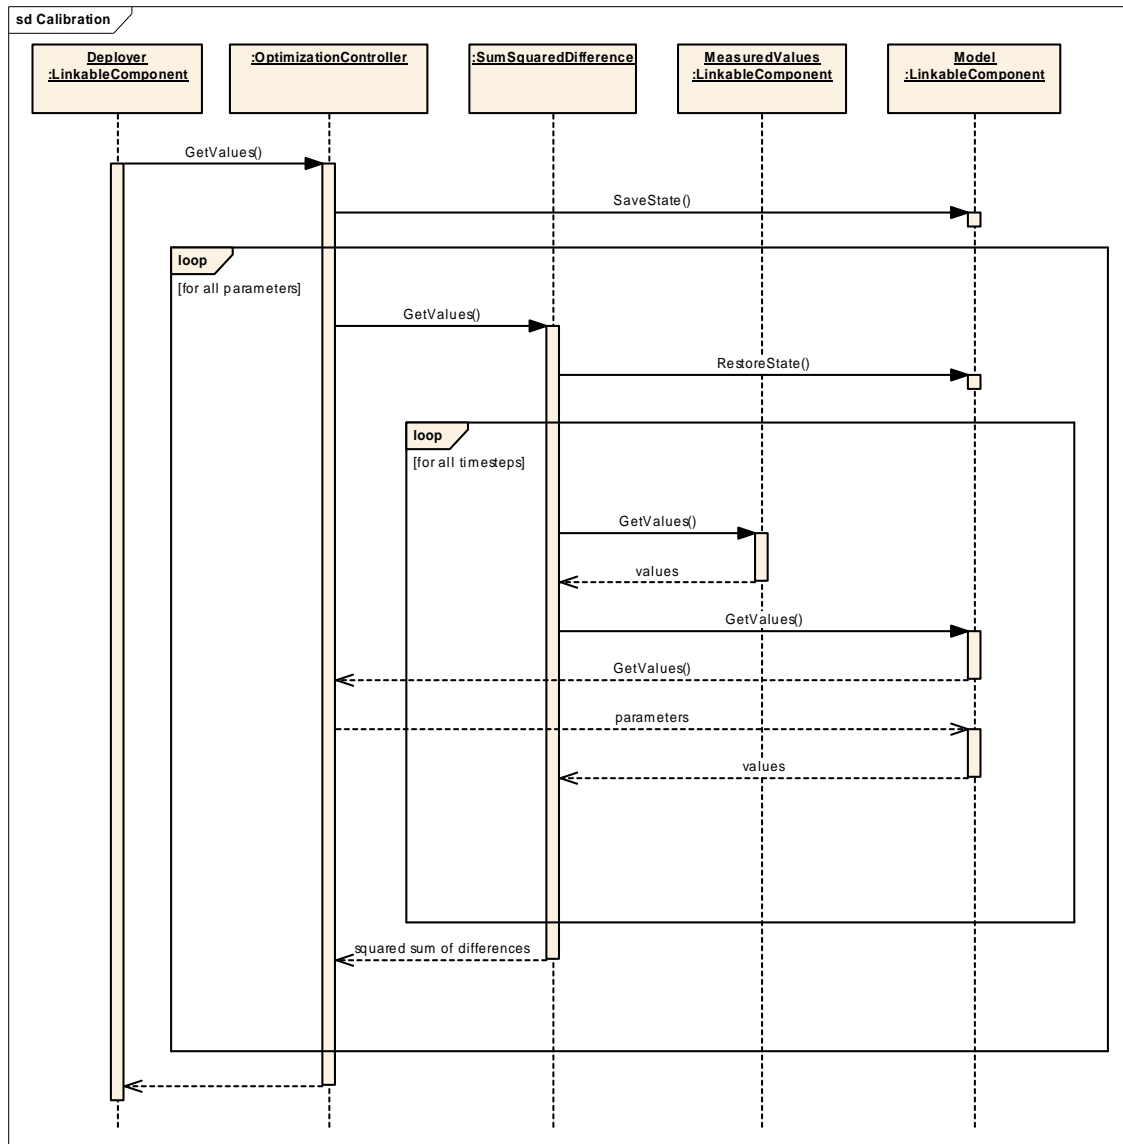 sd Calibration
Deployer
:LinkableComponent
:OptimizationController
:SumSquaredDifference
MeasuredValues
:LinkableComponent
Model
:LinkableComponent
GetValues()
SaveState()
loop
[for all parameters]
GetValues()
RestoreState()
loop
[for all timesteps]
GetValues()
values
GetValues()
GetValues()
parameters
values
squared sum of differences